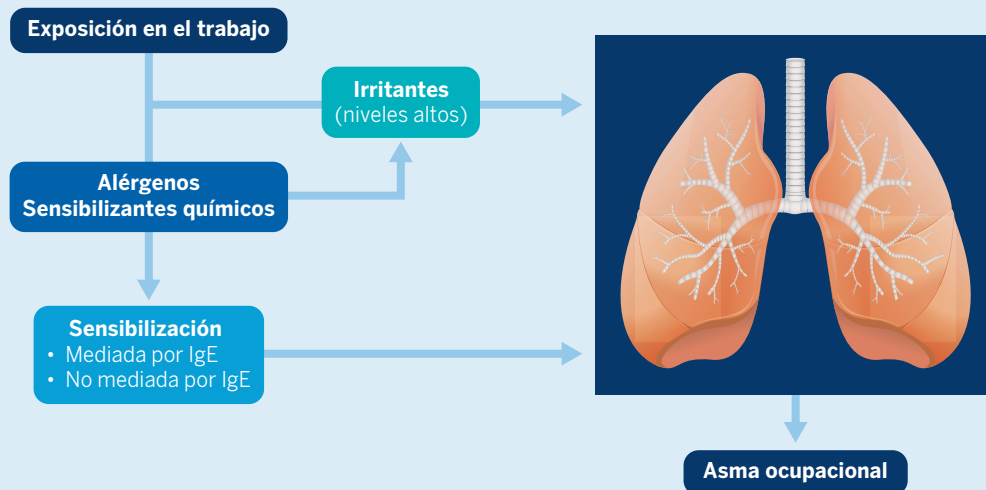 Exposición en el trabajo
Irritantes
(niveles altos)
Alérgenos
Sensibilizantes químicos
Sensibilización
• Mediada por IgE
• No mediada por IgE
Asma ocupacional